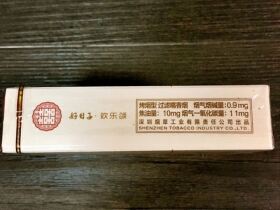 好日子·欢乐颂
烤烟型 过滤嘴香烟 烟气烟碱量：0.9mg
焦油量：10mg 烟气一氧化碳量：11mg
深圳烟草工业有限责任公司出品
SHENZHEN TOBACCO INDUSTRY CO.,LTD.